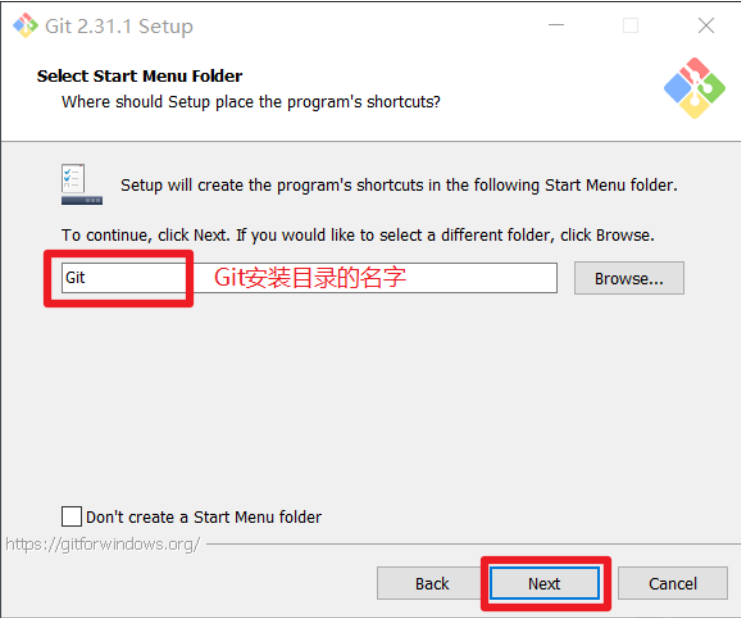 Git 2.31.1 Setup
Select Start Menu Folder
Where should Setup place the program's shortcuts?
Setup will create the program's shortcuts in the following Start Menu folder.
To continue, click Next. If you would like to select a different folder, click Browse.
Git
Git安装目录的名字
Browse...
Don't create a Start Menu folder
https://gitforwindows.org/
Back
Next
Cancel